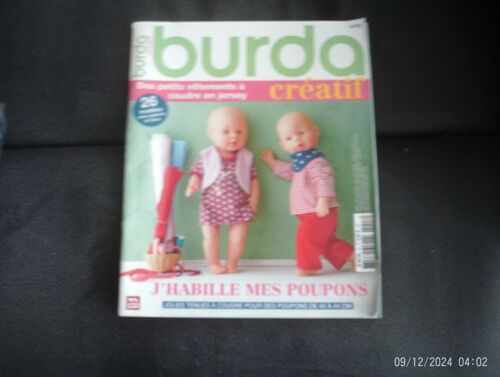 burda
burda
créatif
Des petits vêtements à
coudre en jersey
26
J'HABILLE MES POUPONS
JOLIES TENUES A COUDRE POUR DES POUPONS DE 40 A 44 CM
09/12/2024 04:02